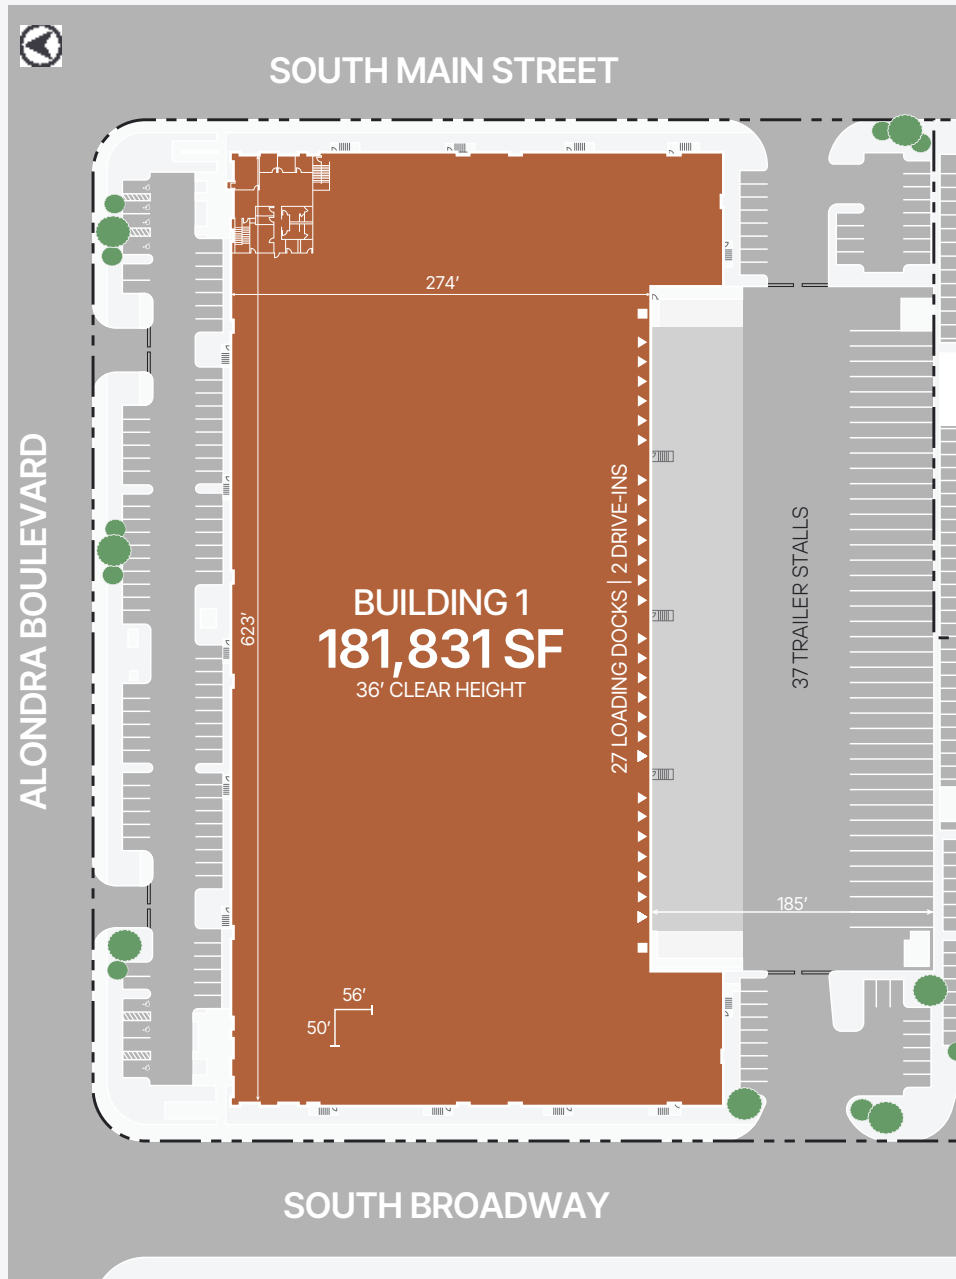 SOUTH MAIN STREET
274′
ALONDRA BOULEVARD
623′
BUILDING 1
181,831 SF
36′ CLEAR HEIGHT
27 LOADING DOCKS | 2 DRIVE-INS
37 TRAILER STALLS
185′
56′
50′
SOUTH BROADWAY